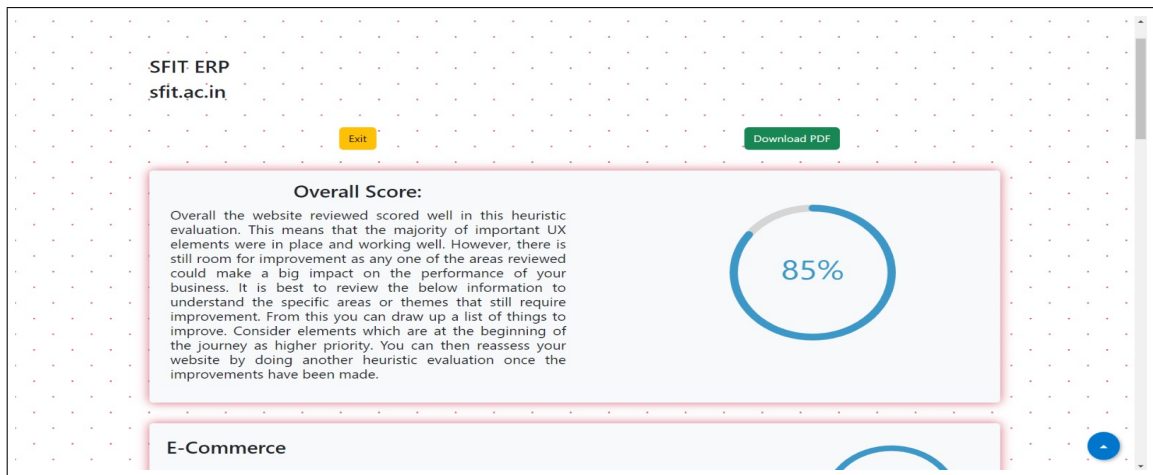 SFIT ERP
sfit.ac.in
Exit
Download PDF
Overall Score:
Overall the website reviewed scored well in this heuristic
evaluation. This means that the majority of important UX
elements were in place and working well. However, there is
still room for improvement as any one of the areas reviewed
could make a big impact on the performance of your
business. It is best to review the below information to
understand the specific areas or themes that still require
improvement. From this you can draw up a list of things to
improve. Consider elements which are at the beginning of
the journey as higher priority. You can then reassess your
website by doing another heuristic evaluation once the
improvements have been made.
85%
E-Commerce